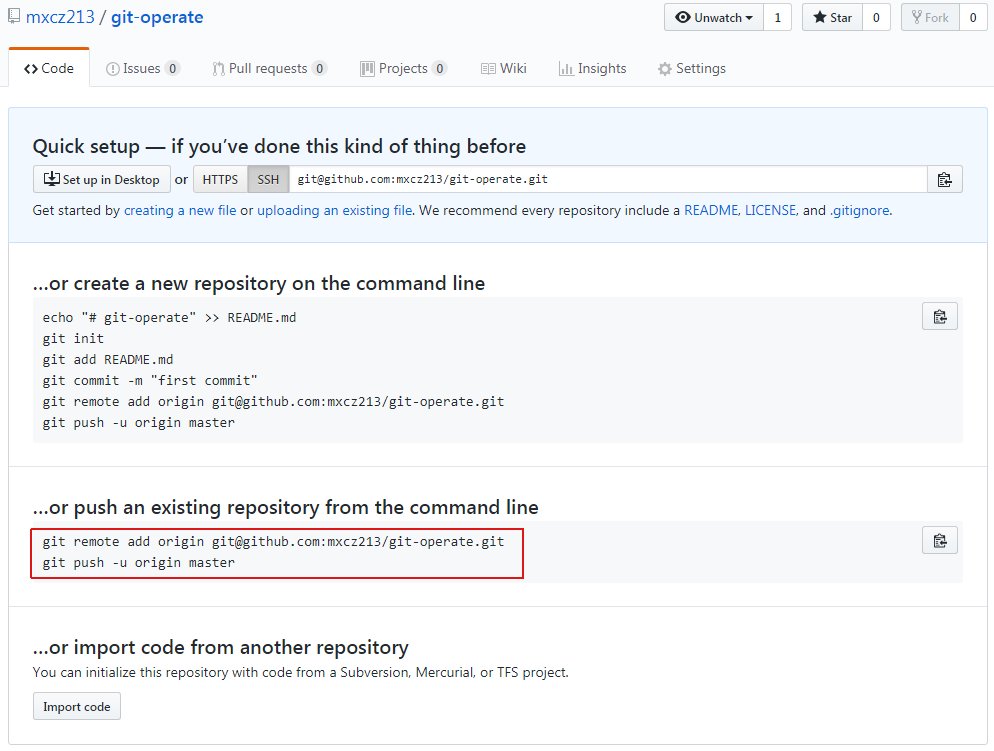 mxcz213 / git-operate
Unwatch 1 Star 0 Fork 0
Code Issues 0 Pull requests 0 Projects 0 Wiki Insights Settings
Quick setup — if you’ve done this kind of thing before
Set up in Desktop or HTTPS SSH git@github.com:mxcz213/git-operate.git
Get started by creating a new file or uploading an existing file. We recommend every repository include a README, LICENSE, and .gitignore.
…or create a new repository on the command line
echo "# git-operate" >> README.md
git init
git add README.md
git commit -m "first commit"
git remote add origin git@github.com:mxcz213/git-operate.git
git push -u origin master
…or push an existing repository from the command line
git remote add origin git@github.com:mxcz213/git-operate.git
git push -u origin master
…or import code from another repository
You can initialize this repository with code from a Subversion, Mercurial, or TFS project.
Import code